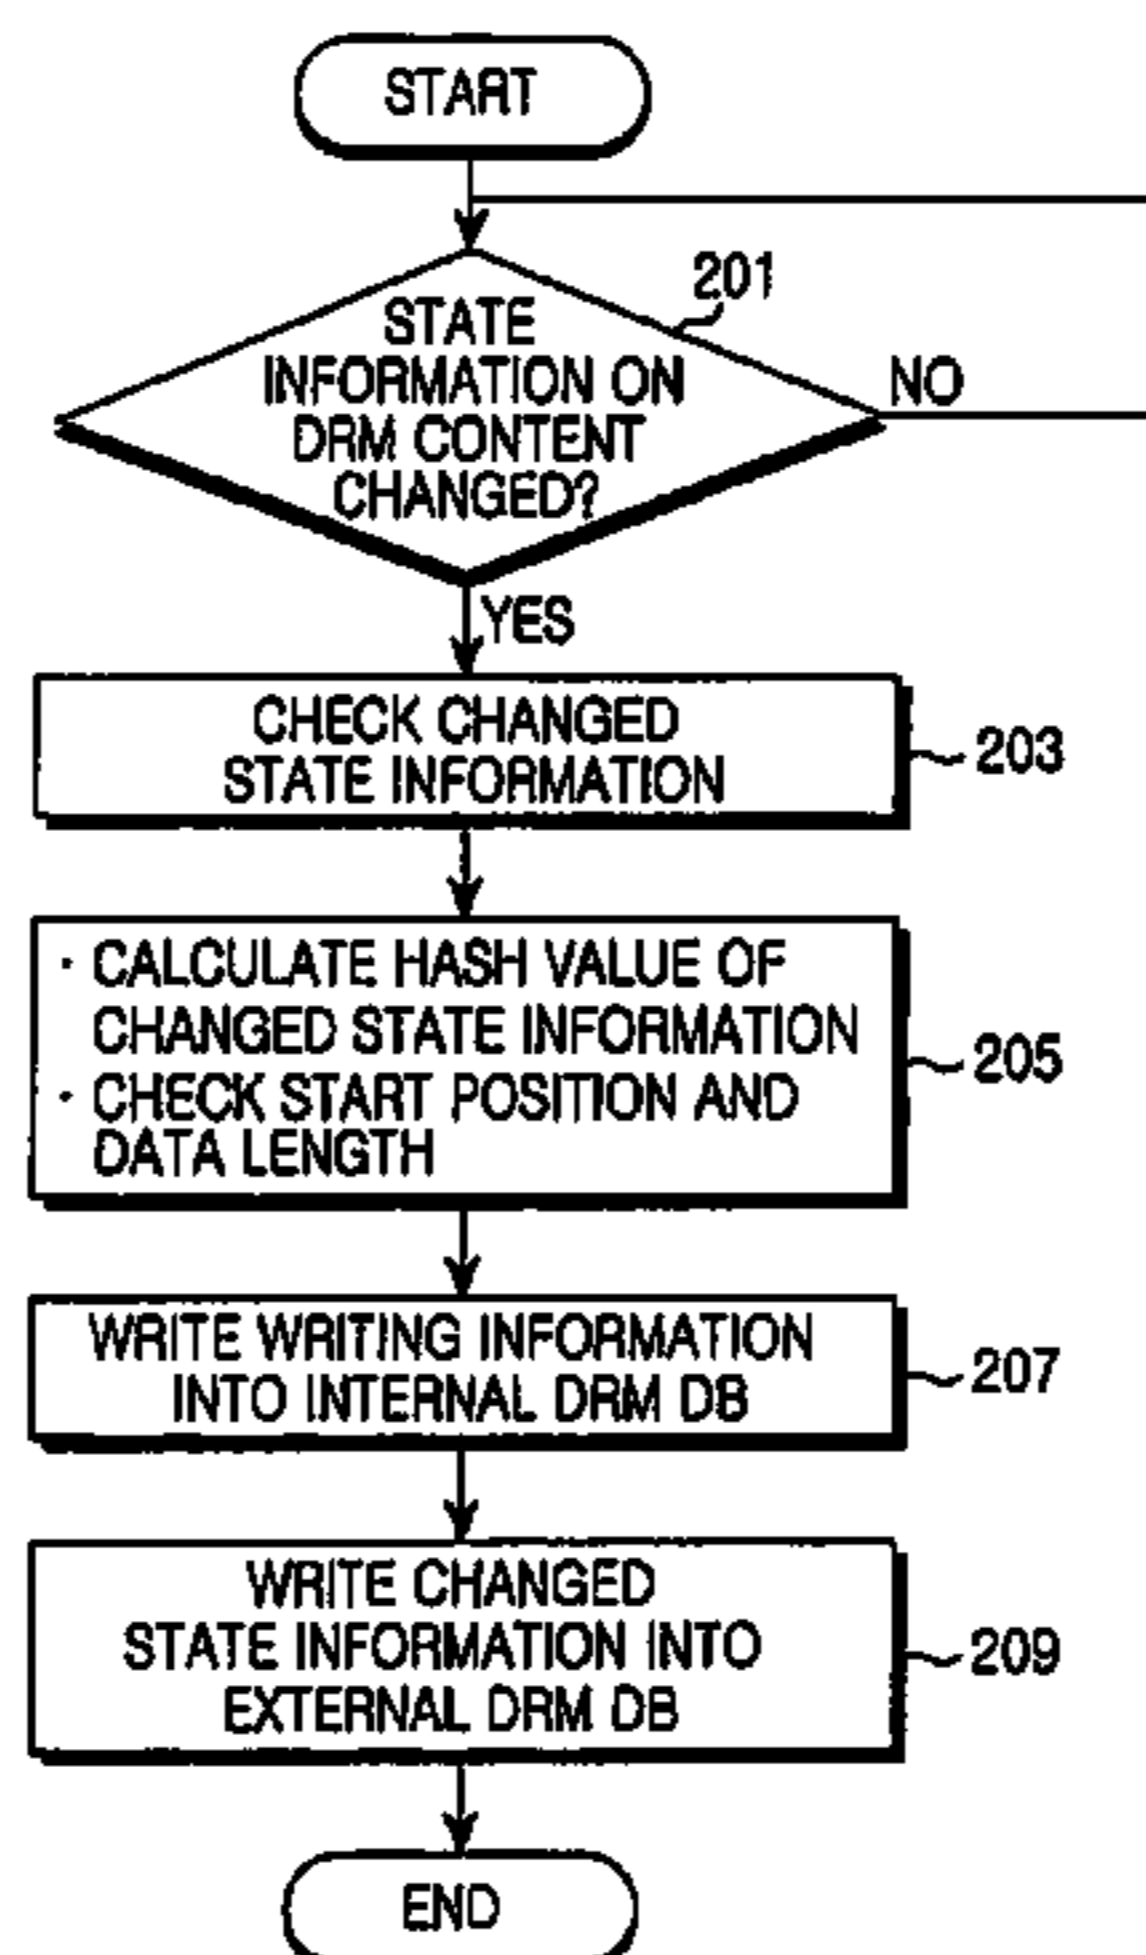 START
201
STATE
INFORMATION ON
DRM CONTENT
CHANGED?
NO
YES
CHECK CHANGED
STATE INFORMATION
203
· CALCULATE HASH VALUE OF
CHANGED STATE INFORMATION
· CHECK START POSITION AND
DATA LENGTH
205
WRITE WRITING INFORMATION
INTO INTERNAL DRM DB
207
WRITE CHANGED
STATE INFORMATION INTO
EXTERNAL DRM DB
209
END